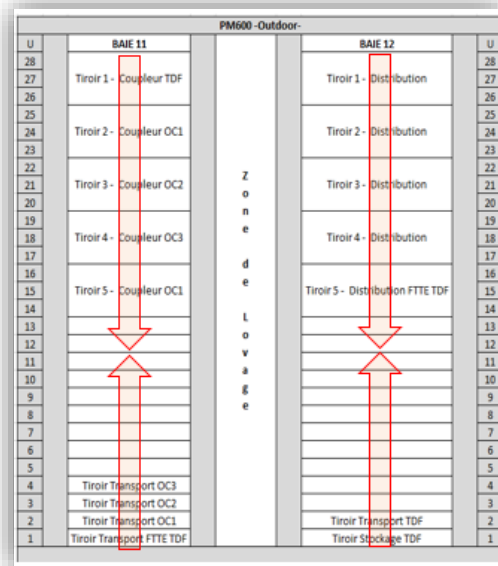 PM600 -Outdoor-
U BAIE 11 BAIE 12 U
28 28
27 Tiroir 1 - Coupleur TDF Tiroir 1 - Distribution 27
26 26
25 25
24 Tiroir 2 - Coupleur OC1 Tiroir 2 - Distribution 24
23 23
22 22
21 Tiroir 3 - Coupleur OC2 Tiroir 3 - Distribution 21
20 20
19 19
18 Tiroir 4 - Coupleur OC3 Tiroir 4 - Distribution 18
17 17
16 16
15 Tiroir 5 - Coupleur OC1 Tiroir 5 - Distribution FTTE TDF 15
14 14
13 13
12 12
11 11
10 10
9 9
8 8
7 7
6 6
5 5
4 Tiroir Transport OC3 4
3 Tiroir Transport OC2 3
2 Tiroir Transport OC1 Tiroir Transport TDF 2
1 Tiroir Transport FTTE TDF Tiroir Stockage TDF 1
Zone de Lovage